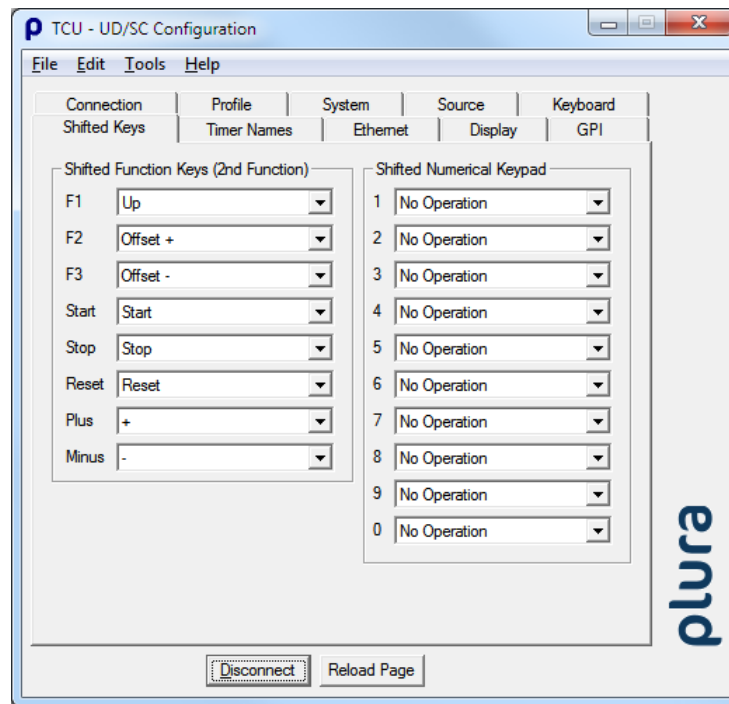 TCU - UD/SC Configuration
File Edit Tools Help
Connection Profile System Source Keyboard
Shifted Keys Timer Names Ethernet Display GPI
Shifted Function Keys (2nd Function)
F1 Up
F2 Offset +
F3 Offset -
Start Start
Stop Stop
Reset Reset
Plus +
Minus -
Shifted Numerical Keypad
1 No Operation
2 No Operation
3 No Operation
4 No Operation
5 No Operation
6 No Operation
7 No Operation
8 No Operation
9 No Operation
0 No Operation
plura
Disconnect Reload Page